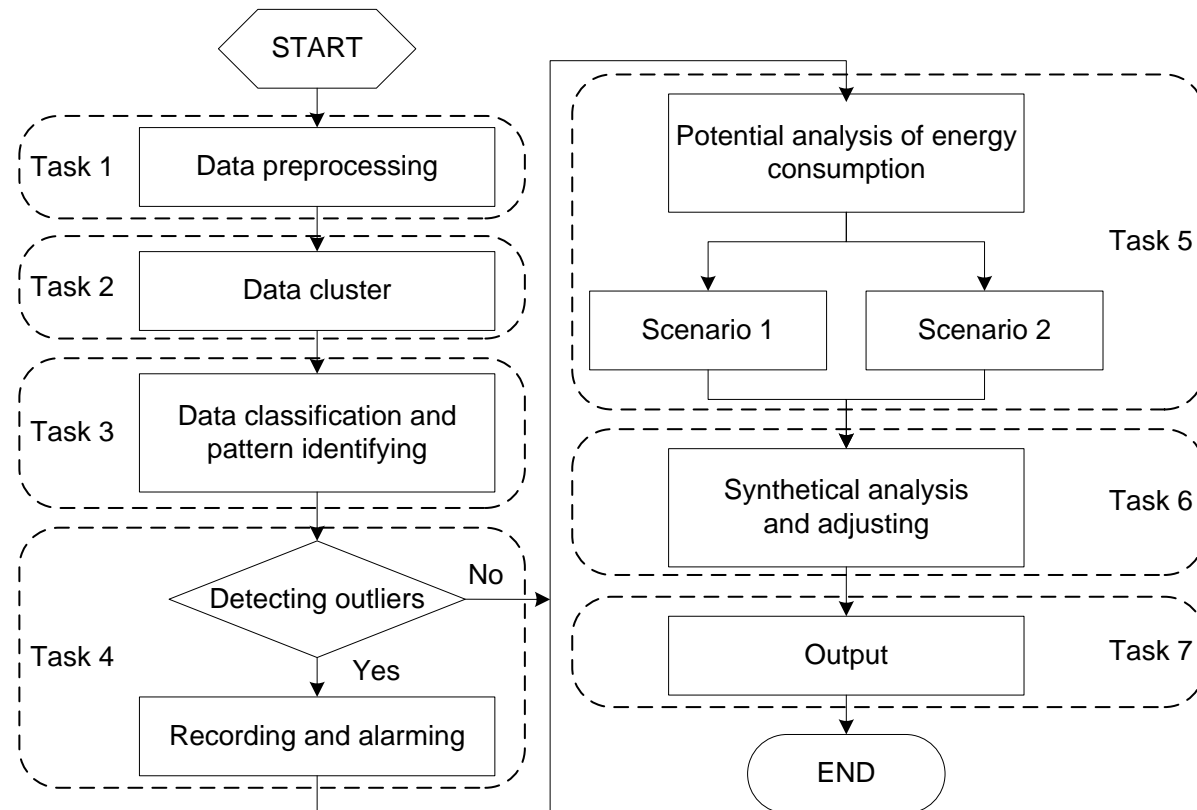 START
Task 1
Data preprocessing
Task 2
Data cluster
Task 3
Data classification and
pattern identifying
Task 4
Detecting outliers
No
Yes
Recording and alarming
Potential analysis of energy
consumption
Task 5
Scenario 1
Scenario 2
Synthetical analysis
and adjusting
Task 6
Output
Task 7
END